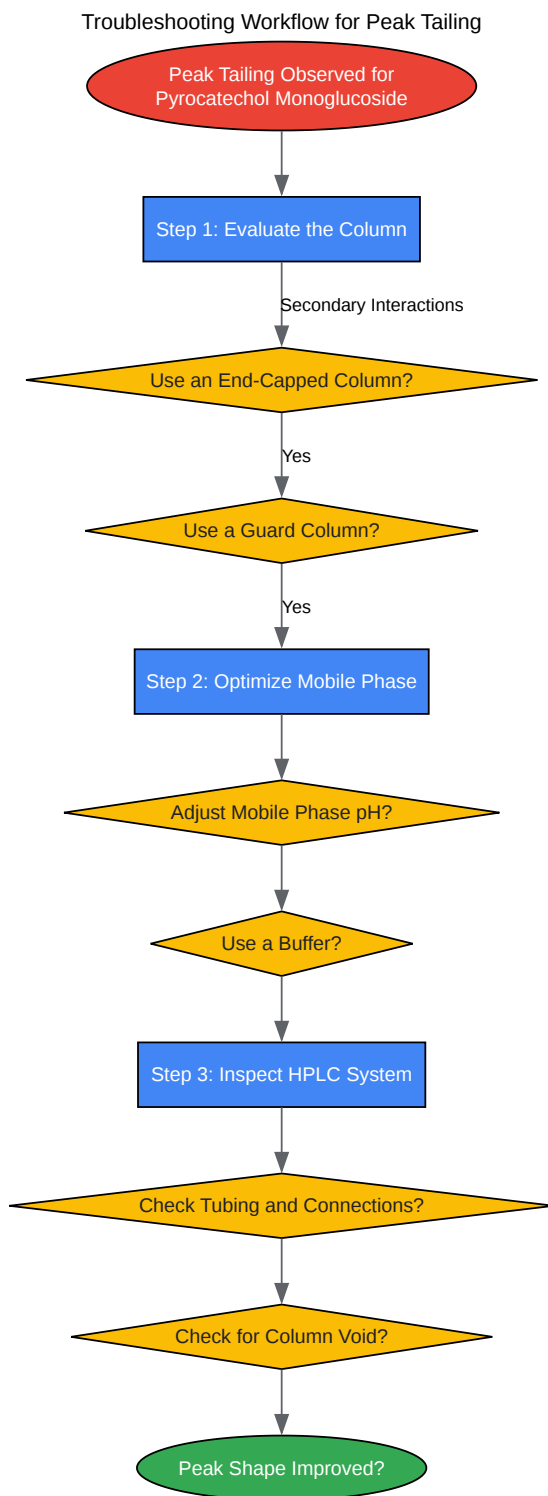 Troubleshooting Workflow for Peak Tailing
Peak Tailing Observed for
Pyrocatechol Monoglucoside
Step 1: Evaluate the Column
Secondary Interactions
Use an End-Capped Column?
Yes
Use a Guard Column?
Yes
Step 2: Optimize Mobile Phase
Adjust Mobile Phase pH?
Use a Buffer?
Step 3: Inspect HPLC System
Check Tubing and Connections?
Check for Column Void?
Peak Shape Improved?